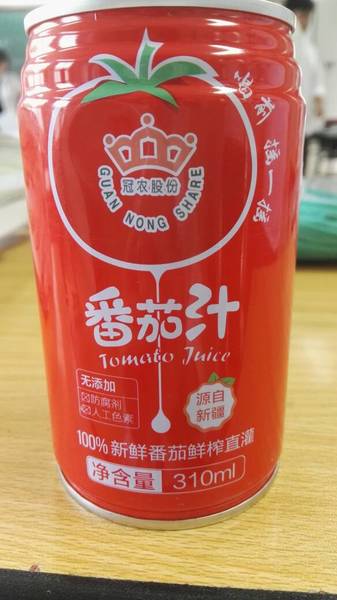 喝前 摇一摇
冠农股份
GUAN NONG SHARE
番茄汁
Tomato Juice
无添加
防腐剂
人工色素
源自
新疆
100%新鲜番茄鲜榨直灌
净含量 310ml